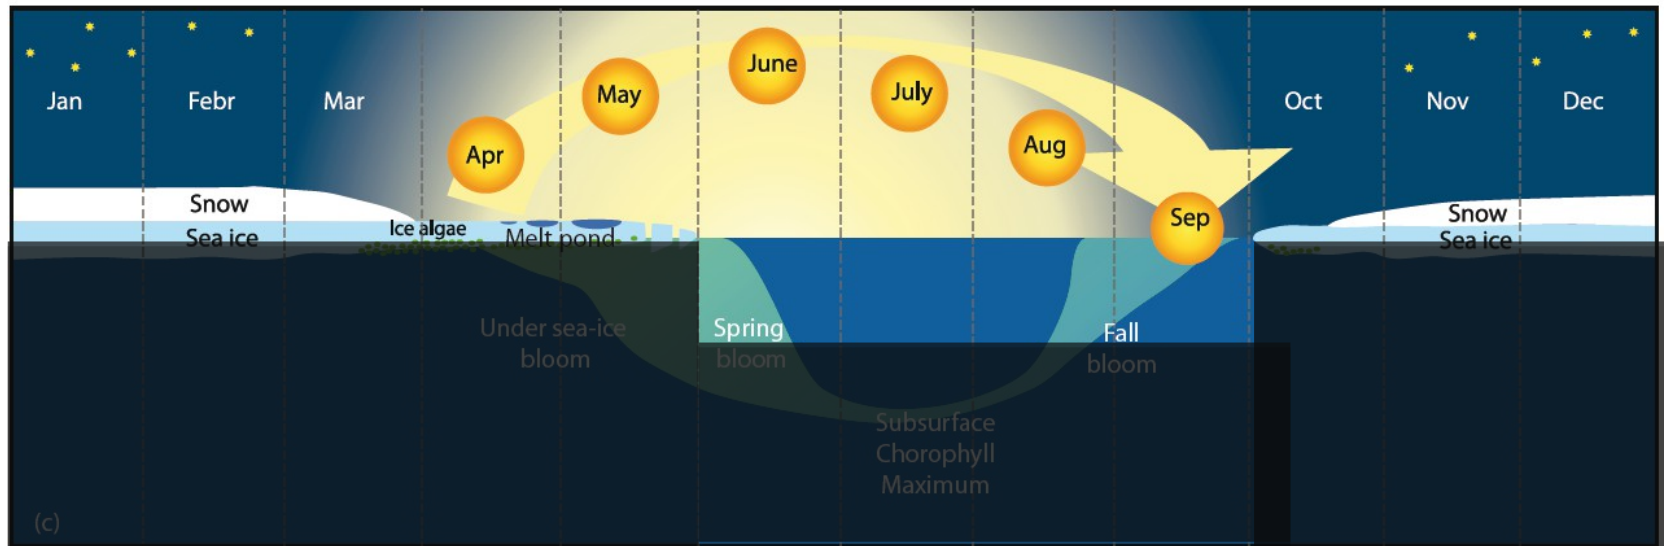 Jan
Febr
Mar
Apr
May
June
July
Aug
Sep
Oct
Nov
Dec
Snow
Sea ice
Ice algae
Melt pond
Snow
Sea ice
Under sea-ice
bloom
Spring
bloom
Fall
bloom
Subsurface
Chorophyll
Maximum
(c)